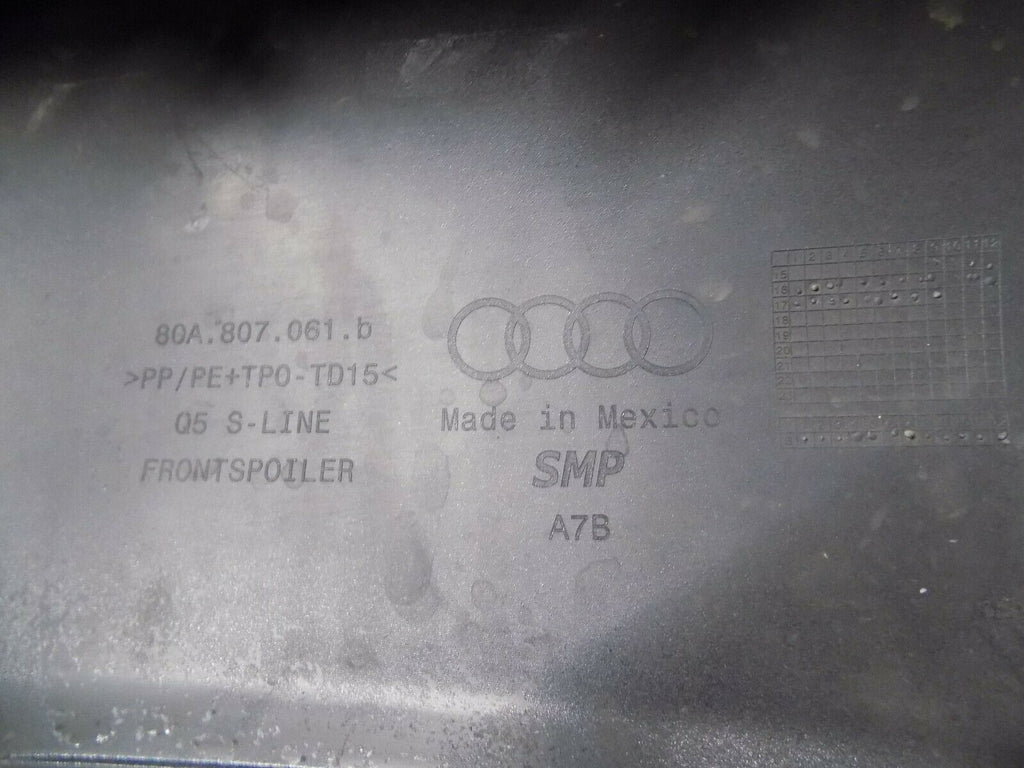 80A.807.061.b
>PP/PE+TPO-TD15<
Q5 S-LINE
FRONTSPOILER
Made in Mexico
SMP
A7B